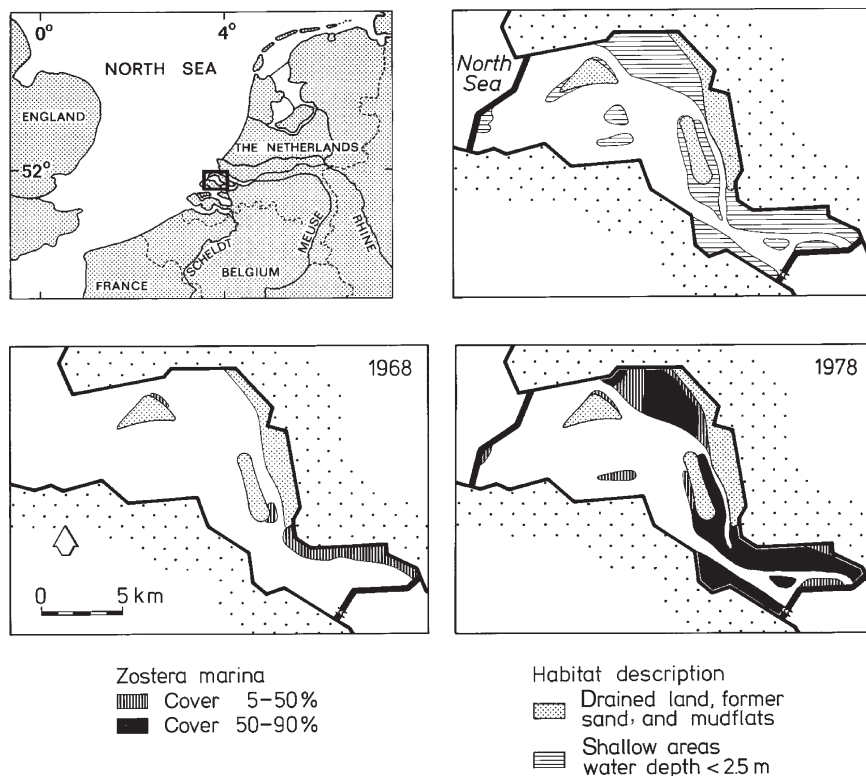 0°
4°
NORTH SEA
ENGLAND
THE NETHERLANDS
52°
MEUSE
RHINE
SCHELDT
BELGIUM
FRANCE
North
Sea
1968
0 5 km
1978
Zostera marina
Cover 5-50%
Cover 50-90%
Habitat description
Drained land, former
sand, and mudflats
Shallow areas
water depth < 2.5 m